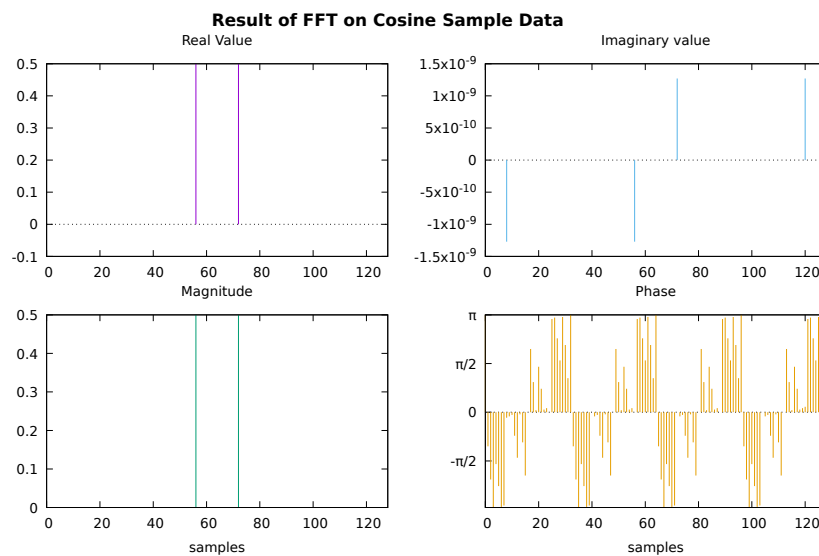 Result of FFT on Cosine Sample Data
Real Value
0.5
0.4
0.3
0.2
0.1
0
-0.1
0 20 40 60 80 100 120
Imaginary value
1.5x10⁻⁹
1x10⁻⁹
5x10⁻¹⁰
0
-5x10⁻¹⁰
-1x10⁻⁹
-1.5x10⁻⁹
0 20 40 60 80 100 120
Magnitude
0.5
0.4
0.3
0.2
0.1
0
0 20 40 60 80 100 120
samples
Phase
π
π/2
0
-π/2
0 20 40 60 80 100 120
samples